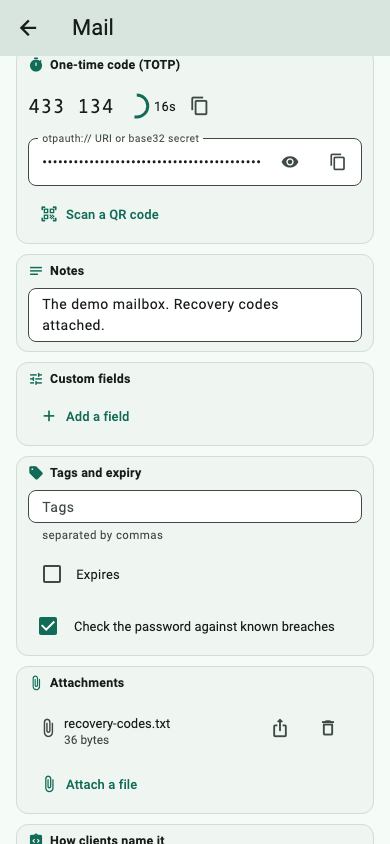 Mail
One-time code (TOTP)
433 134
16s
otpauth:// URI or base32 secret
Scan a QR code
Notes
The demo mailbox. Recovery codes
attached.
Custom fields
Add a field
Tags and expiry
Tags
separated by commas
Expires
Check the password against known breaches
Attachments
recovery-codes.txt
36 bytes
Attach a file
How clients name it